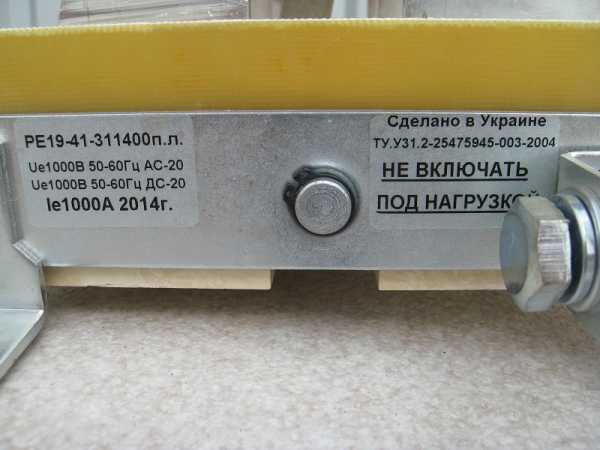 РЕ19-41-311400п.л.
Ue1000В 50-60Гц АС-20
Ue1000В 50-60Гц ДС-20
Ie1000А 2014г.
Сделано в Украине
ТУ.У31.2-25475945-003-2004
НЕ ВКЛЮЧАТЬ
ПОД НАГРУЗКОЙ